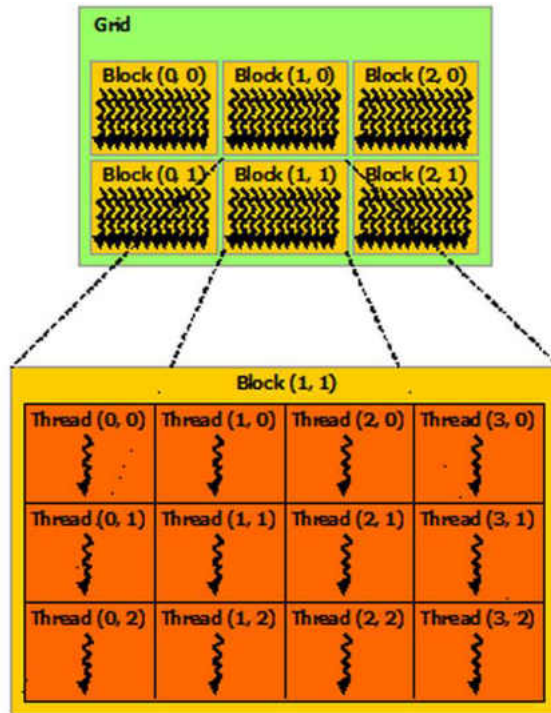 Grid
Block (0, 0) Block (1, 0) Block (2, 0)
Block (0, 1) Block (1, 1) Block (2, 1)
Block (1, 1)
Thread (0, 0) Thread (1, 0) Thread (2, 0) Thread (3, 0)
Thread (0, 1) Thread (1, 1) Thread (2, 1) Thread (3, 1)
Thread (0, 2) Thread (1, 2) Thread (2, 2) Thread (3, 2)